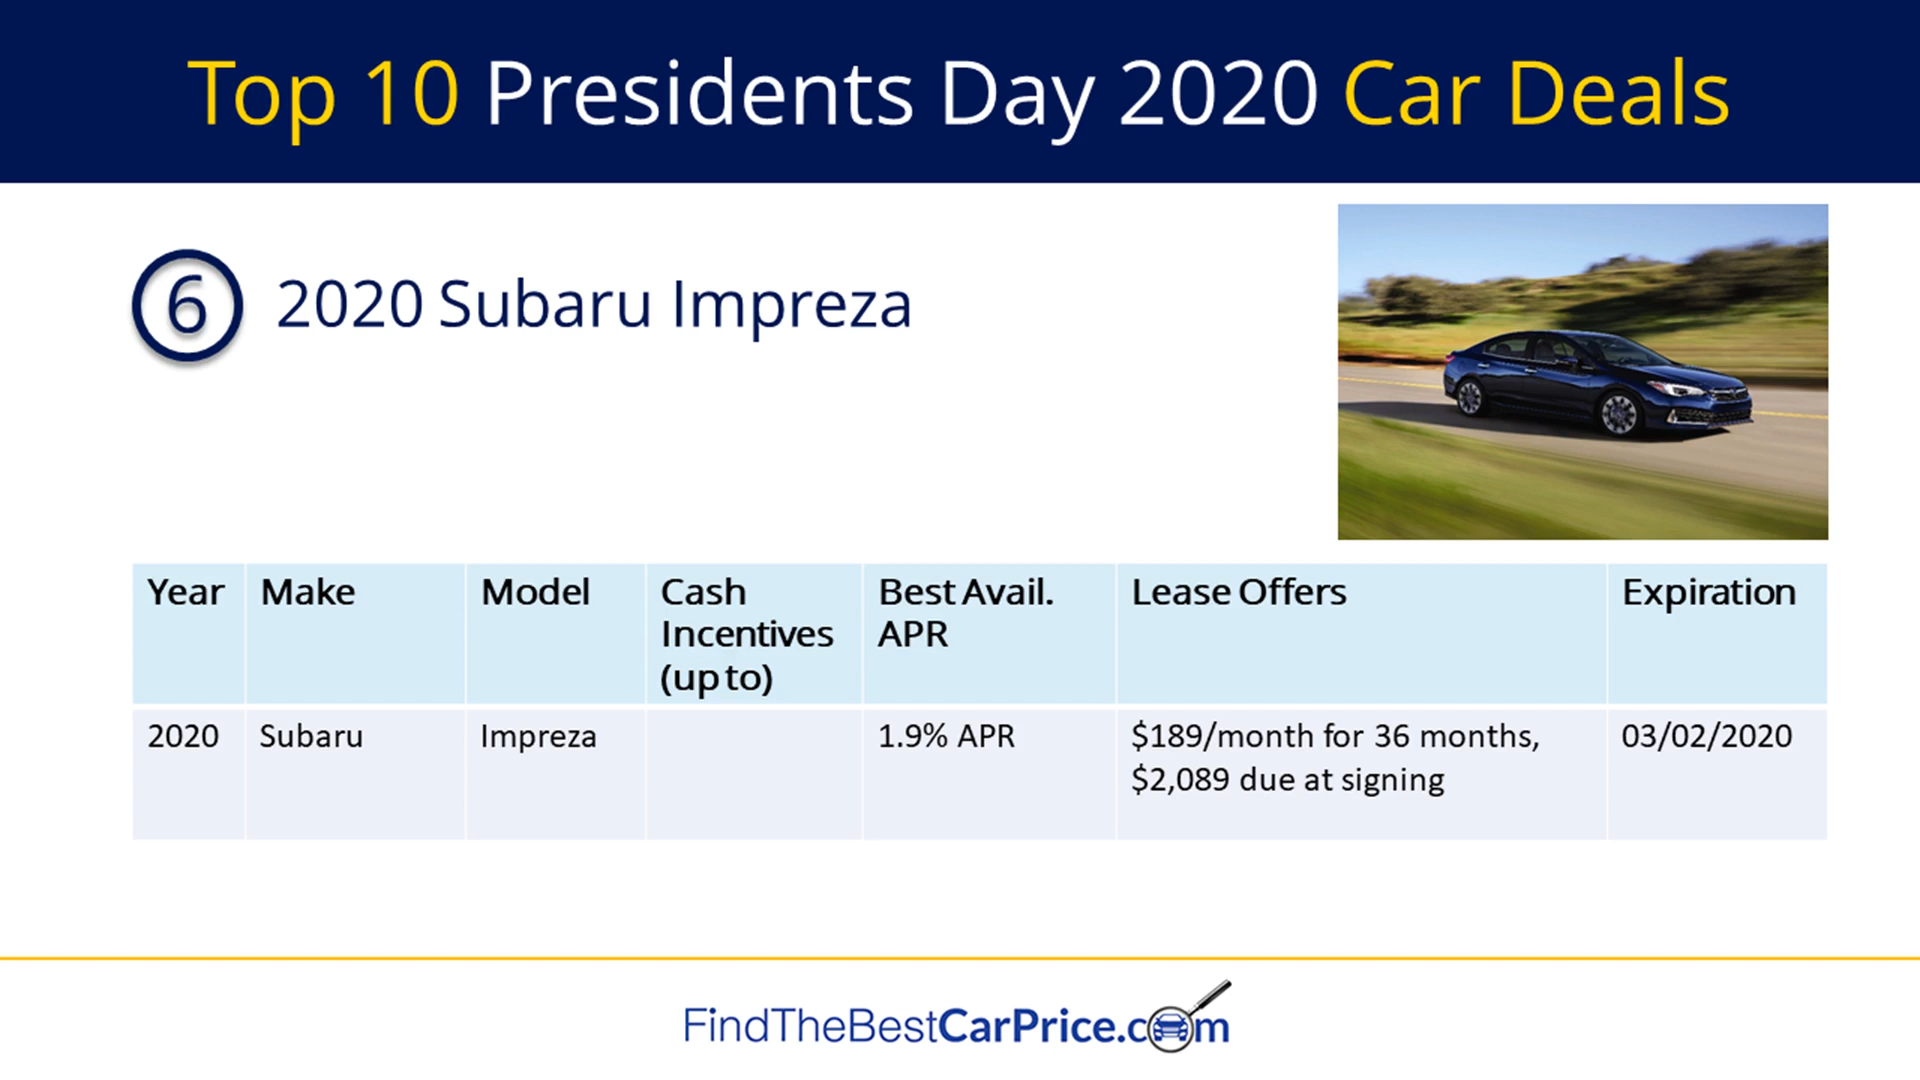 Top 10 Presidents Day 2020 Car Deals
6
2020 Subaru Impreza
Year
Make
Model
Cash
Incentives
(up to)
Best Avail.
APR
Lease Offers
Expiration
2020
Subaru
Impreza
1.9% APR
$189/month for 36 months,
$2,089 due at signing
03/02/2020
FindTheBestCarPrice.com